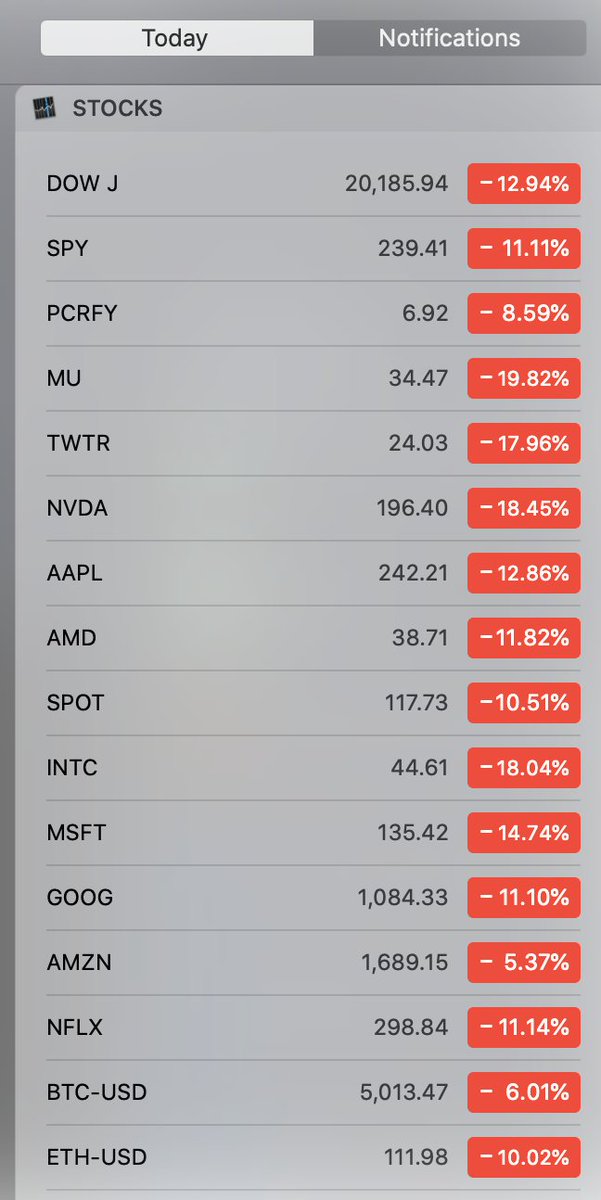 Today Notifications
STOCKS
DOW J 20,185.94 −12.94%
SPY 239.41 − 11.11%
PCRFY 6.92 − 8.59%
MU 34.47 −19.82%
TWTR 24.03 −17.96%
NVDA 196.40 −18.45%
AAPL 242.21 −12.86%
AMD 38.71 −11.82%
SPOT 117.73 −10.51%
INTC 44.61 −18.04%
MSFT 135.42 −14.74%
GOOG 1,084.33 −11.10%
AMZN 1,689.15 − 5.37%
NFLX 298.84 −11.14%
BTC-USD 5,013.47 − 6.01%
ETH-USD 111.98 −10.02%